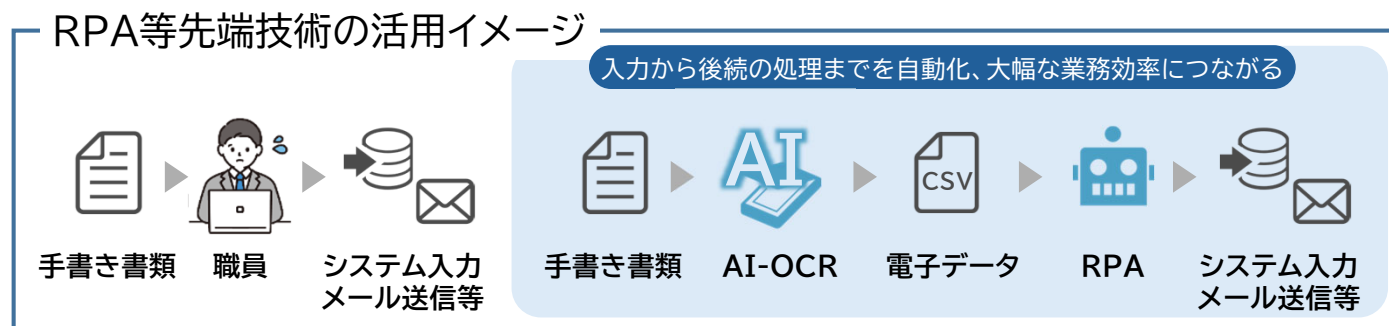 RPA等先端技術の活用イメージ
入力から後続の処理までを自動化、大幅な業務効率につながる
手書き書類
職員
システム入力
メール送信等
手書き書類
AI
AI-OCR
CSV
電子データ
RPA
システム入力
メール送信等